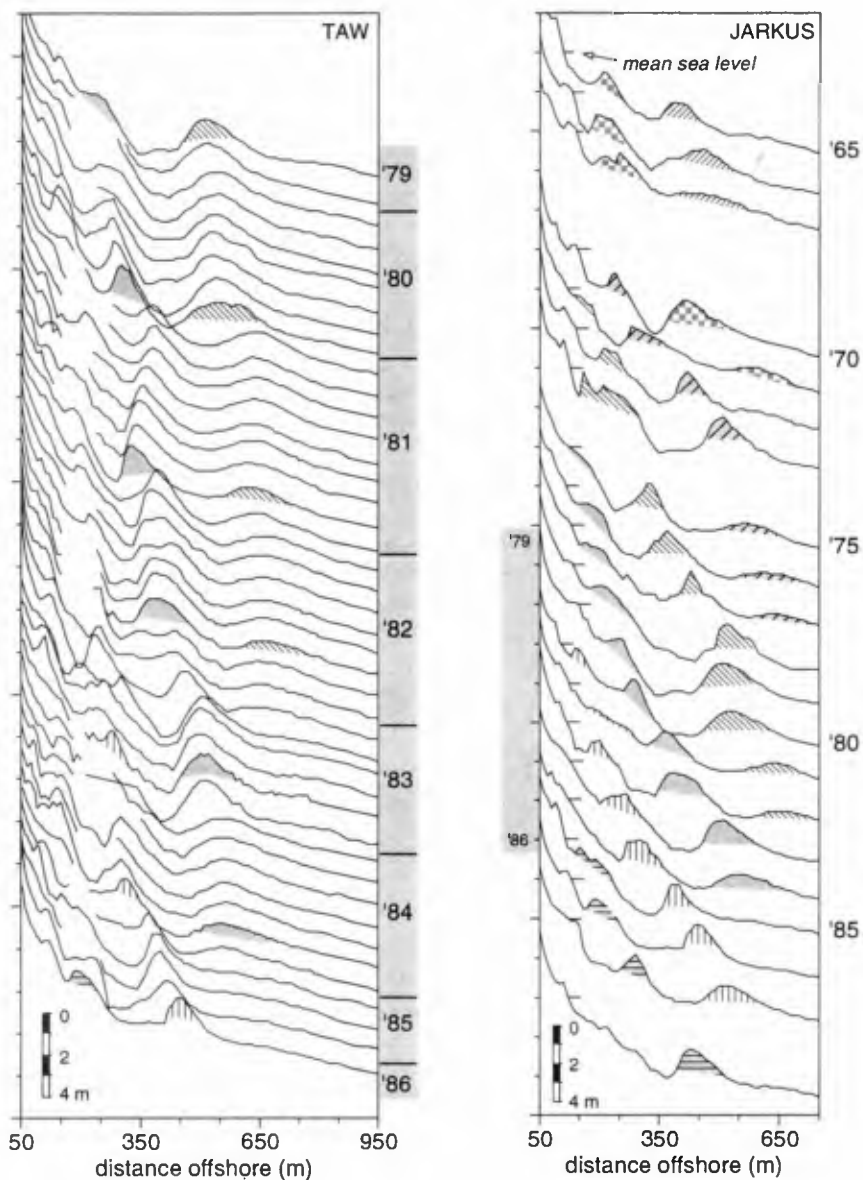 TAW
'79
'80
'81
'82
'83
'84
'85
'86
0
2
4 m
50 350 650 950
distance offshore (m)
JARKUS
mean sea level
'65
'70
'75
'80
'85
'79
'86
0
2
4 m
50 350 650
distance offshore (m)